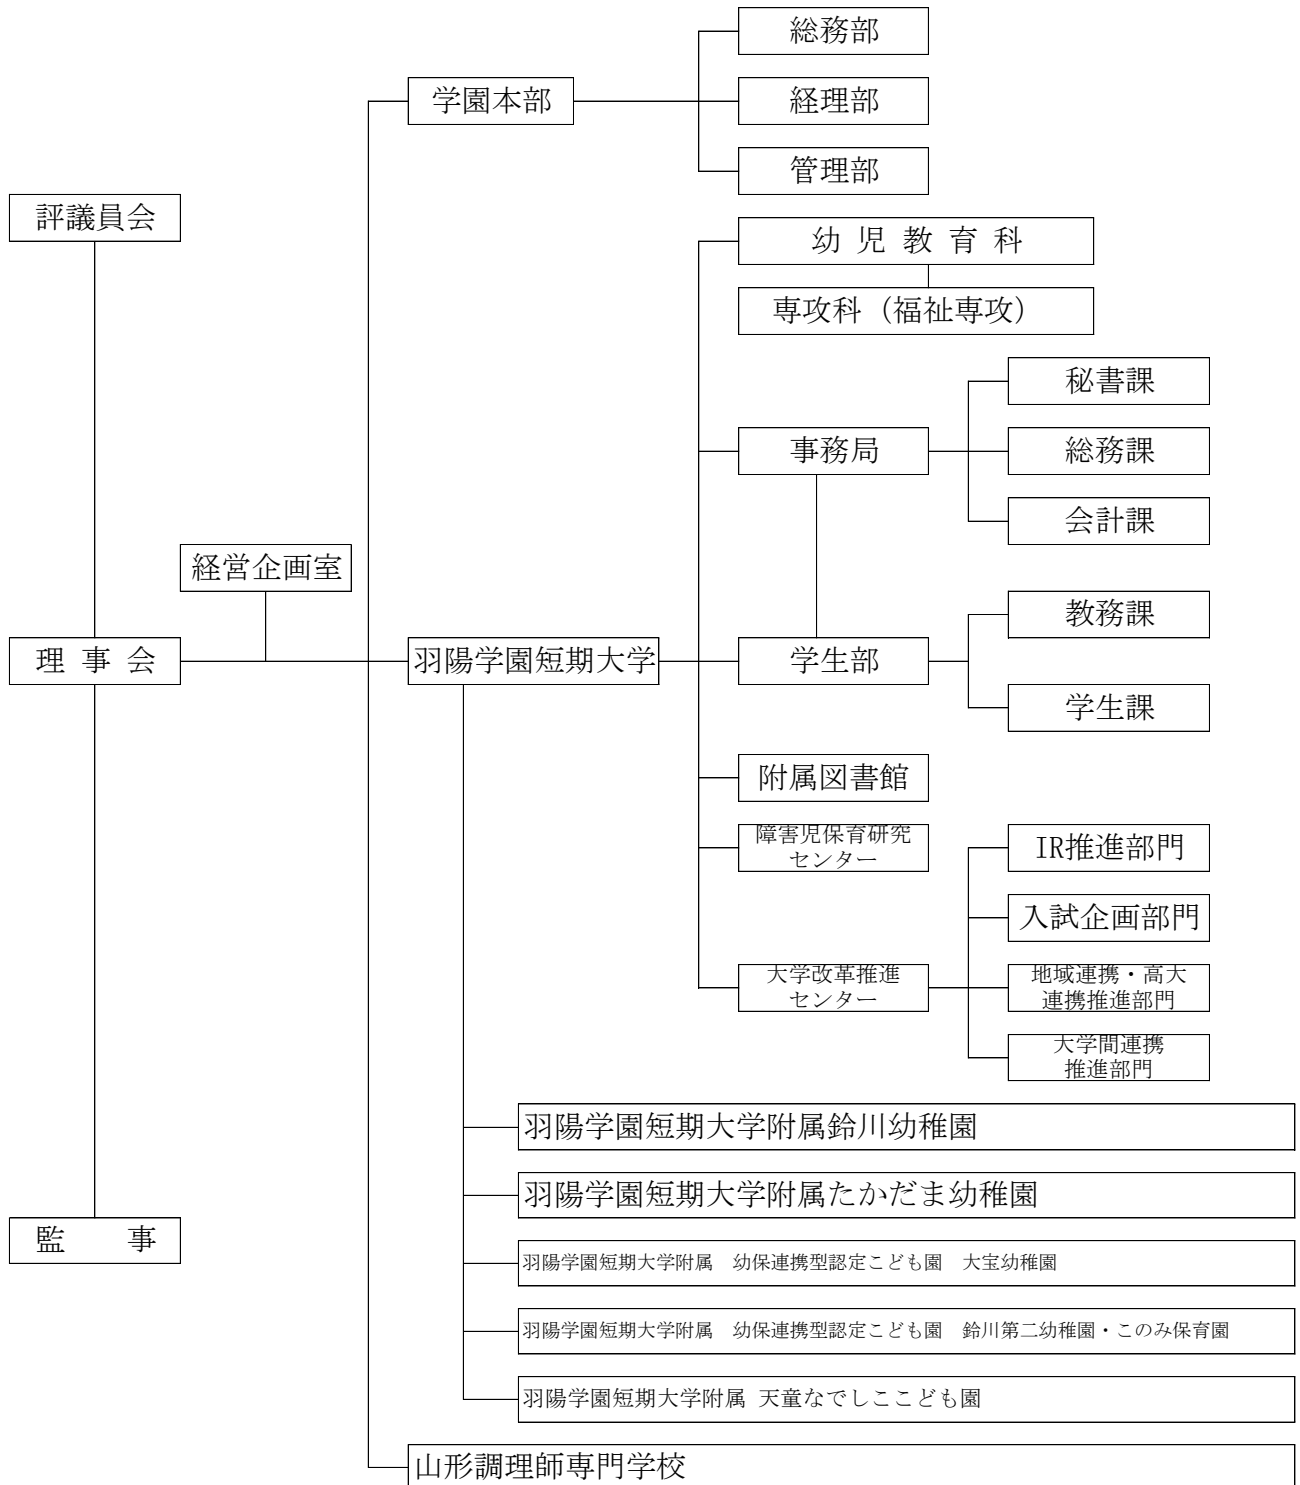 総務部
学園本部
経理部
管理部
評議員会
幼児教育科
専攻科（福祉専攻）
秘書課
事務局
総務課
会計課
経営企画室
教務課
理事会
羽陽学園短期大学
学生部
学生課
附属図書館
障害児保育研究
センター
IR推進部門
入試企画部門
大学改革推進
センター
地域連携・高大
連携推進部門
大学間連携
推進部門
羽陽学園短期大学附属鈴川幼稚園
羽陽学園短期大学附属たかだま幼稚園
監　事
羽陽学園短期大学附属　幼保連携型認定こども園　大宝幼稚園
羽陽学園短期大学附属　幼保連携型認定こども園　鈴川第二幼稚園・このみ保育園
羽陽学園短期大学附属 天童なでしここども園
山形調理師専門学校